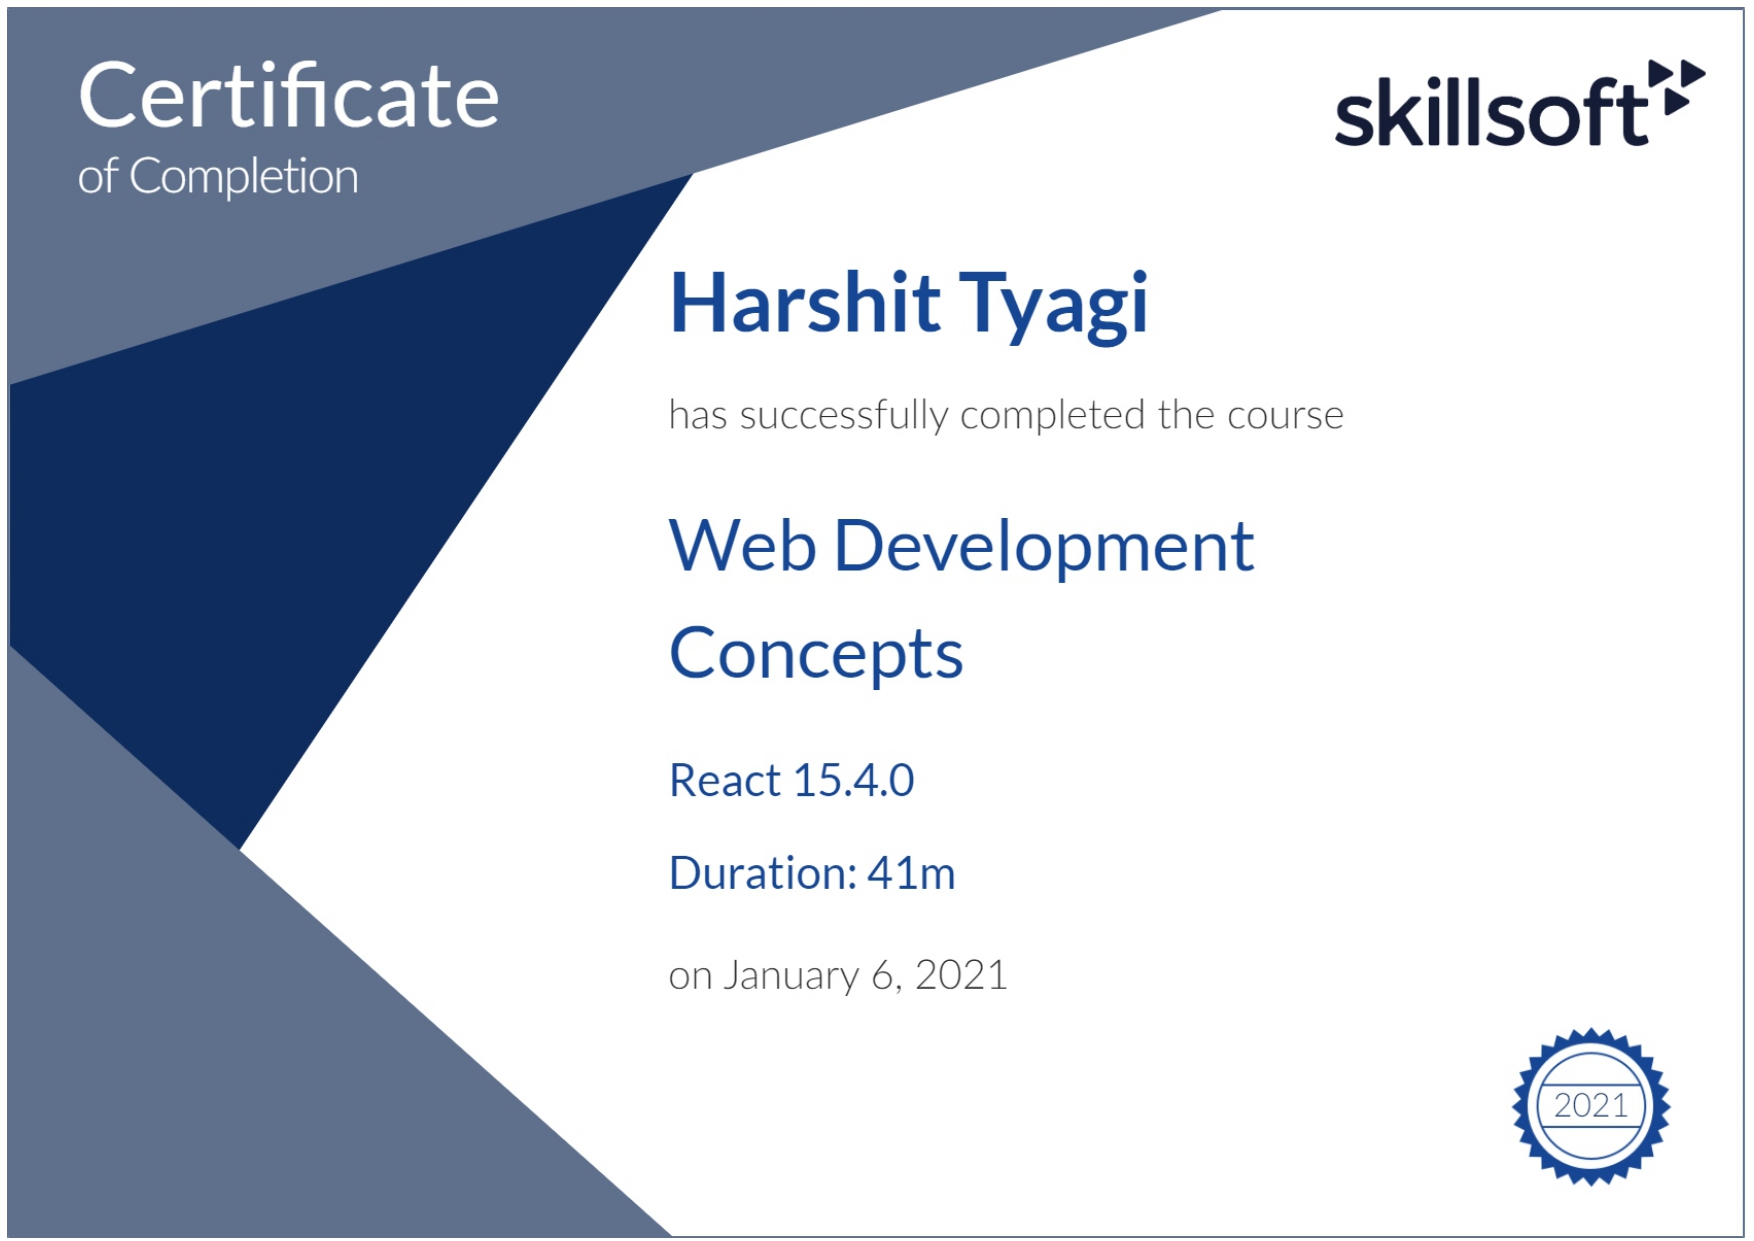 Certificate
of Completion
skillsoft
Harshit Tyagi
has successfully completed the course
Web Development
Concepts
React 15.4.0
Duration: 41m
on January 6, 2021
2021